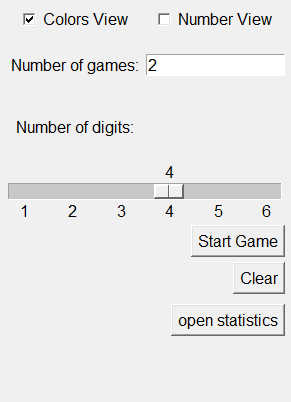 Colors View Number View
Number of games: 2
Number of digits:
4
1 2 3 4 5 6
Start Game
Clear
open statistics